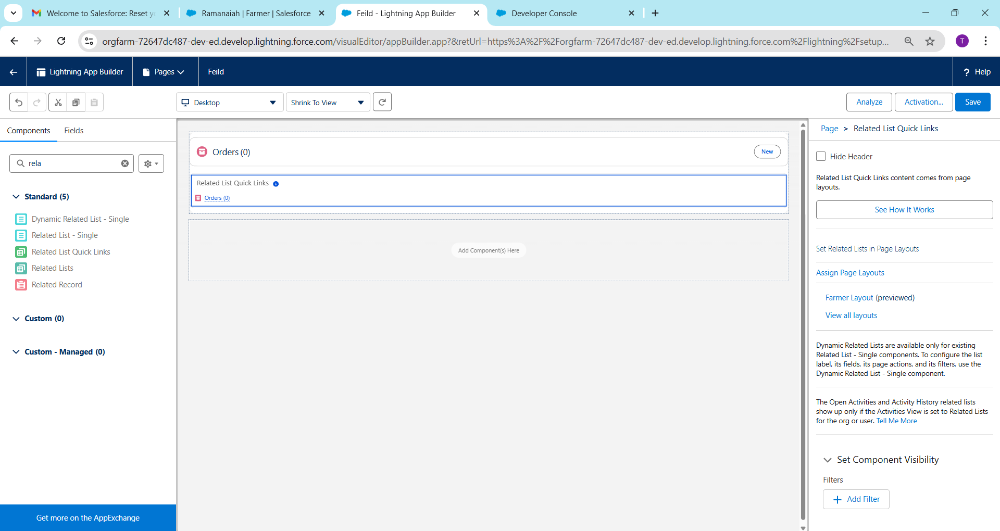 Welcome to Salesforce: Reset yo
Ramanaiah | Farmer | Salesforce
Feild - Lightning App Builder
Developer Console
orgfarm-72647dc487-dev-ed.develop.lightning.force.com/visualEditor/appBuilder.app?&retUrl=https%3A%2F%2Forgfarm-72647dc487-dev-ed.develop.lightning.force.com%2Flightning%2Fsetup...
T
Lightning App Builder
Pages
Feild
? Help
Desktop
Shrink To View
Analyze
Activation...
Save
Components
Fields
rela
Standard (5)
Dynamic Related List - Single
Related List - Single
Related List Quick Links
Related Lists
Related Record
Custom (0)
Custom - Managed (0)
Get more on the AppExchange
Orders (0)
New
Related List Quick Links
Orders (0)
Add Component(s) Here
Page > Related List Quick Links
Hide Header
Related List Quick Links content comes from page
layouts.
See How It Works
Set Related Lists in Page Layouts
Assign Page Layouts
Farmer Layout (previewed)
View all layouts
Dynamic Related Lists are available only for existing
Related List - Single components. To configure the list
label, its fields, its page actions, and its filters, use the
Dynamic Related List - Single component.
The Open Activities and Activity History related lists
show up only if the Activities View is set to Related Lists
for the org or user. Tell Me More
Set Component Visibility
Filters
+ Add Filter